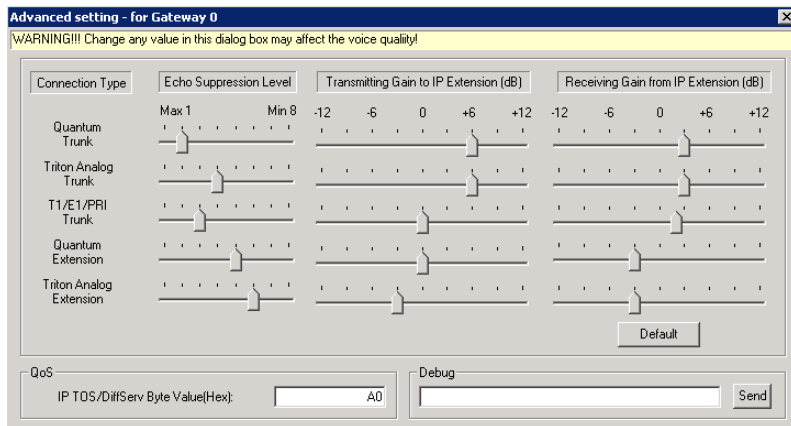 Advanced setting - for Gateway 0
WARNING!!! Change any value in this dialog box may affect the voice qualiity!
Connection Type
Echo Suppression Level
Transmitting Gain to IP Extension (dB)
Receiving Gain from IP Extension (dB)
Max 1 Min 8
-12 -6 0 +6 +12
-12 -6 0 +6 +12
Quantum
Trunk
Triton Analog
Trunk
T1/E1/PRI
Trunk
Quantum
Extension
Triton Analog
Extension
Default
QoS
IP TOS/DiffServ Byte Value(Hex): A0
Debug
Send